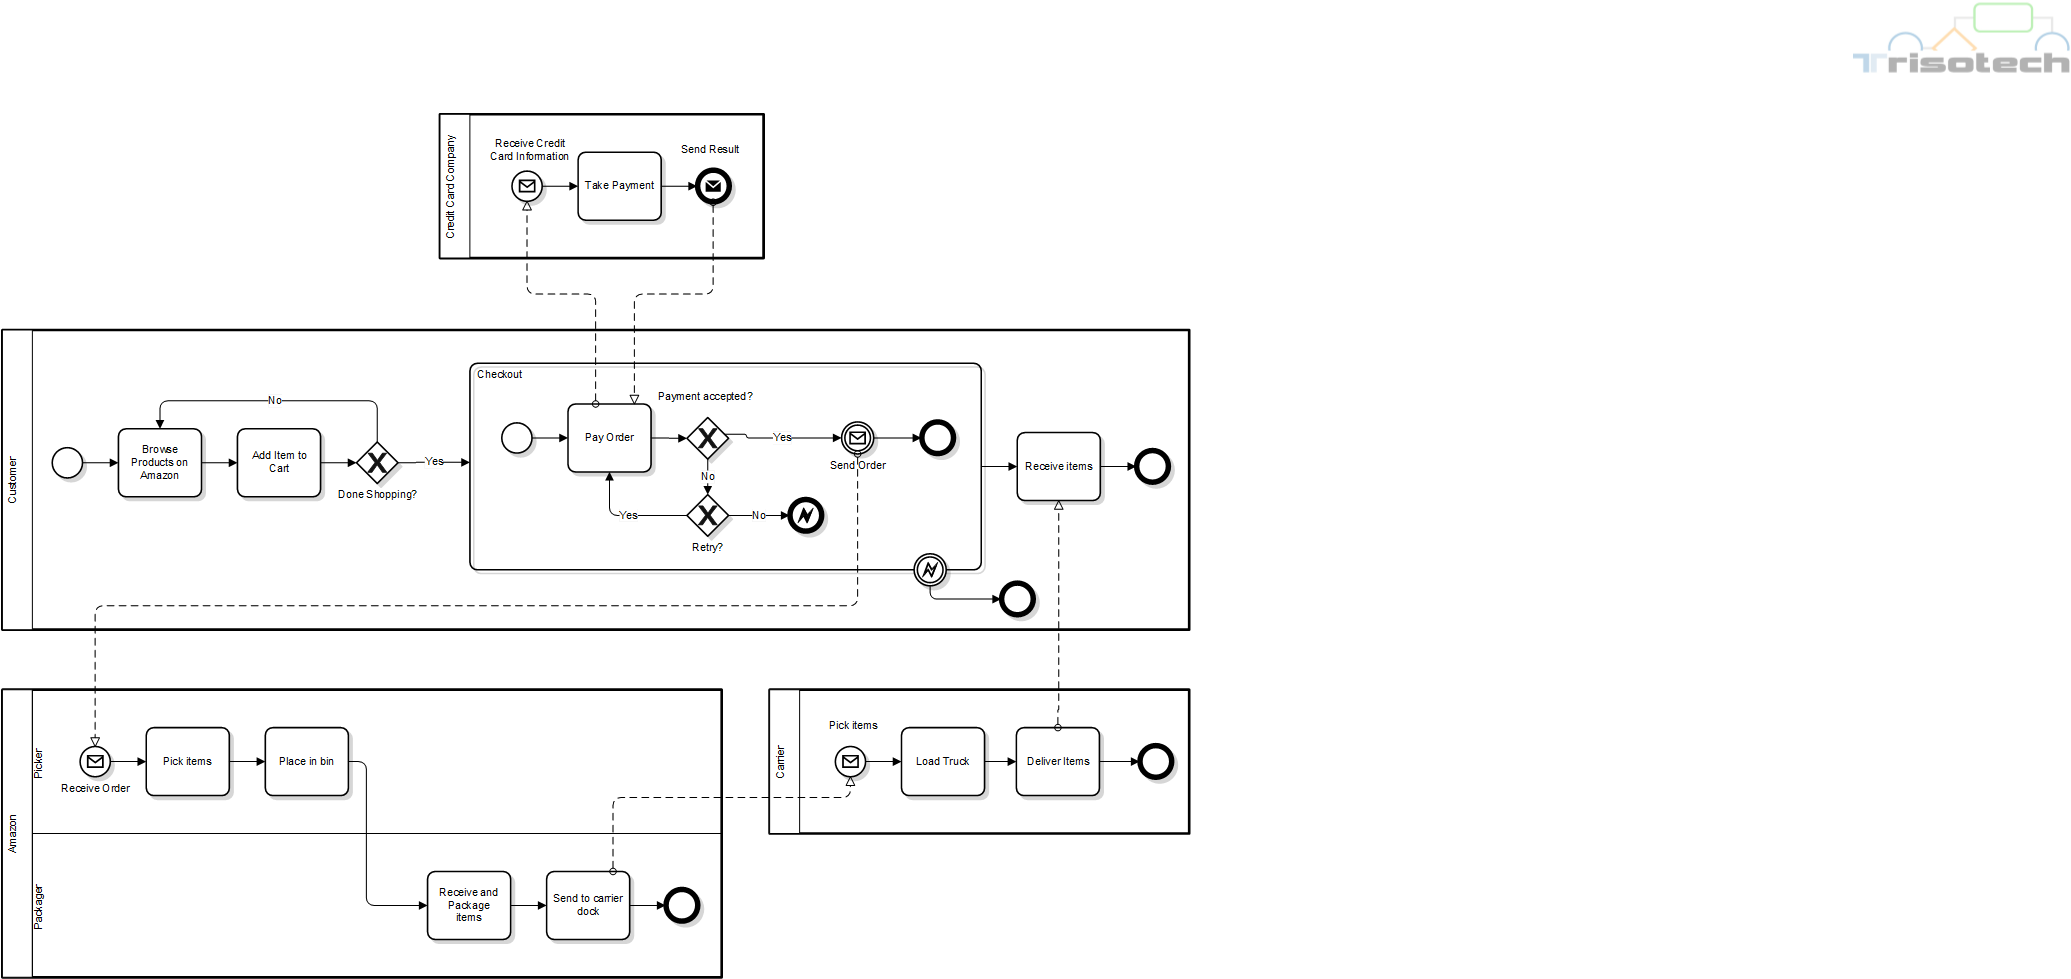 Trisotech
Credit Card Company
Receive Credit
Card Information
Take Payment
Send Result
Customer
Browse
Products on
Amazon
Add Item to
Cart
No
Done Shopping?
Yes
Checkout
Pay Order
Payment accepted?
Yes
Send Order
No
Yes
Retry?
No
Receive items
Amazon
Picker
Receive Order
Pick items
Place in bin
Packager
Receive and
Package
items
Send to carrier
dock
Carrier
Pick items
Load Truck
Deliver Items